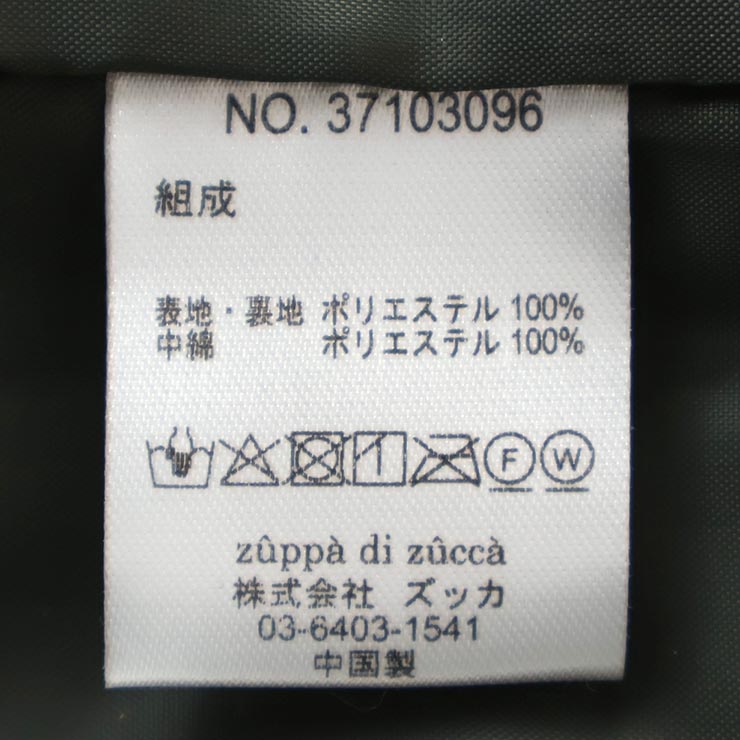 NO. 37103096
組成
表地・裏地 ポリエステル 100%
中綿 ポリエステル 100%
F W
zûppà di zûccà
株式会社 ズッカ
03-6403-1541
中国製